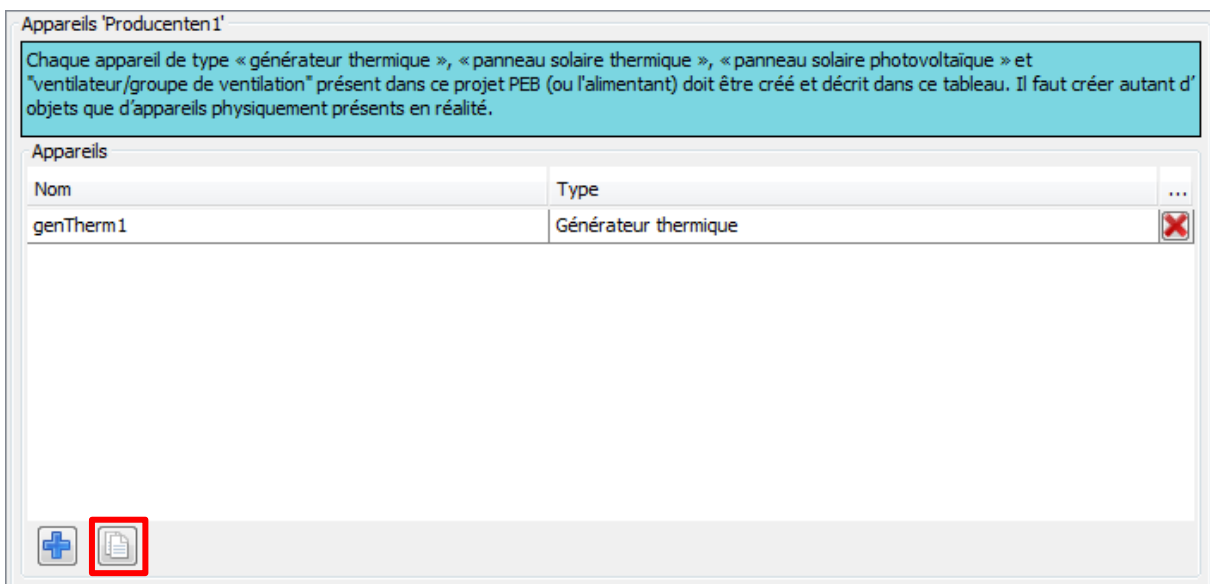 Appareils 'Producenten1'
Chaque appareil de type « générateur thermique », « panneau solaire thermique », « panneau solaire photovoltaïque » et
"ventilateur/groupe de ventilation" présent dans ce projet PEB (ou l'alimentant) doit être créé et décrit dans ce tableau. Il faut créer autant d'
objets que d'appareils physiquement présents en réalité.
Appareils
Nom Type ...
genTherm1 Générateur thermique